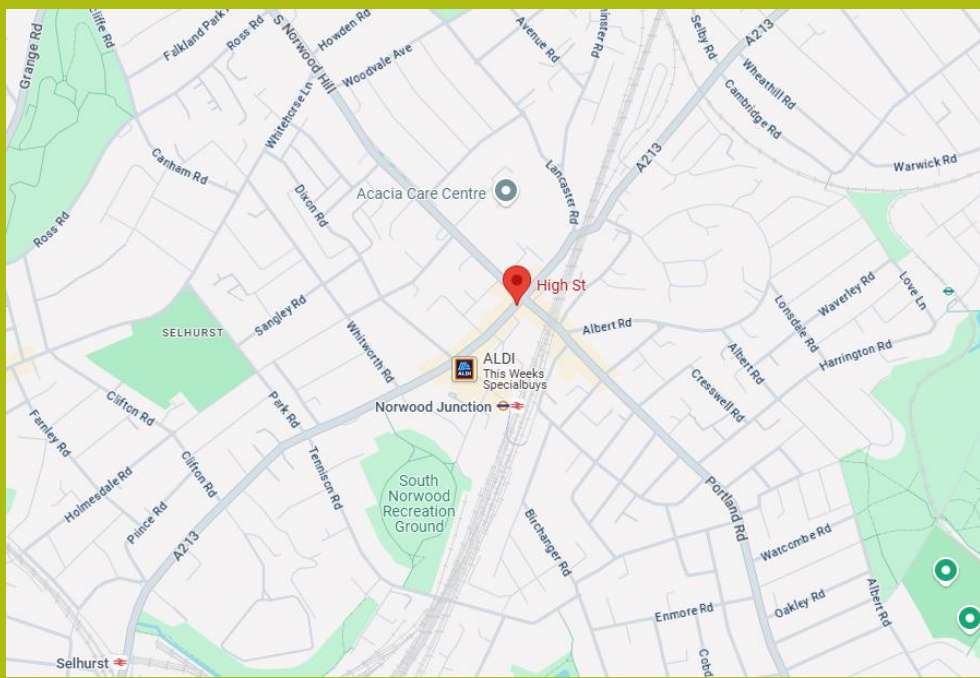 Grange Rd
Falkland Park
Ross Rd
Howden Rd
S Norwood Hill
Woodvale Ave
Avenue Rd
Selby Rd
A213
Wheathill Rd
Cambridge Rd
Warwick Rd
Whitehorse Ln
Canham Rd
Dixon Rd
Acacia Care Centre
Lancaster Rd
A213
Ross Rd
High St
SELHURST
Sangley Rd
Whitworth Rd
Albert Rd
Lonsdale Rd
Waverley Rd
Love Ln
Harrington Rd
ALDI
ALDI
This Weeks
Specialbuys
Albert Rd
Cresswell Rd
Norwood Junction
Clifton Rd
Park Rd
Farnley Rd
Clifton Rd
Tennison Rd
Holmesdale Rd
Prince Rd
A213
South
Norwood
Recreation
Ground
Portland Rd
Birchanger Rd
Watcombe Rd
Enmore Rd
Oakley Rd
Albert Rd
Selhurst